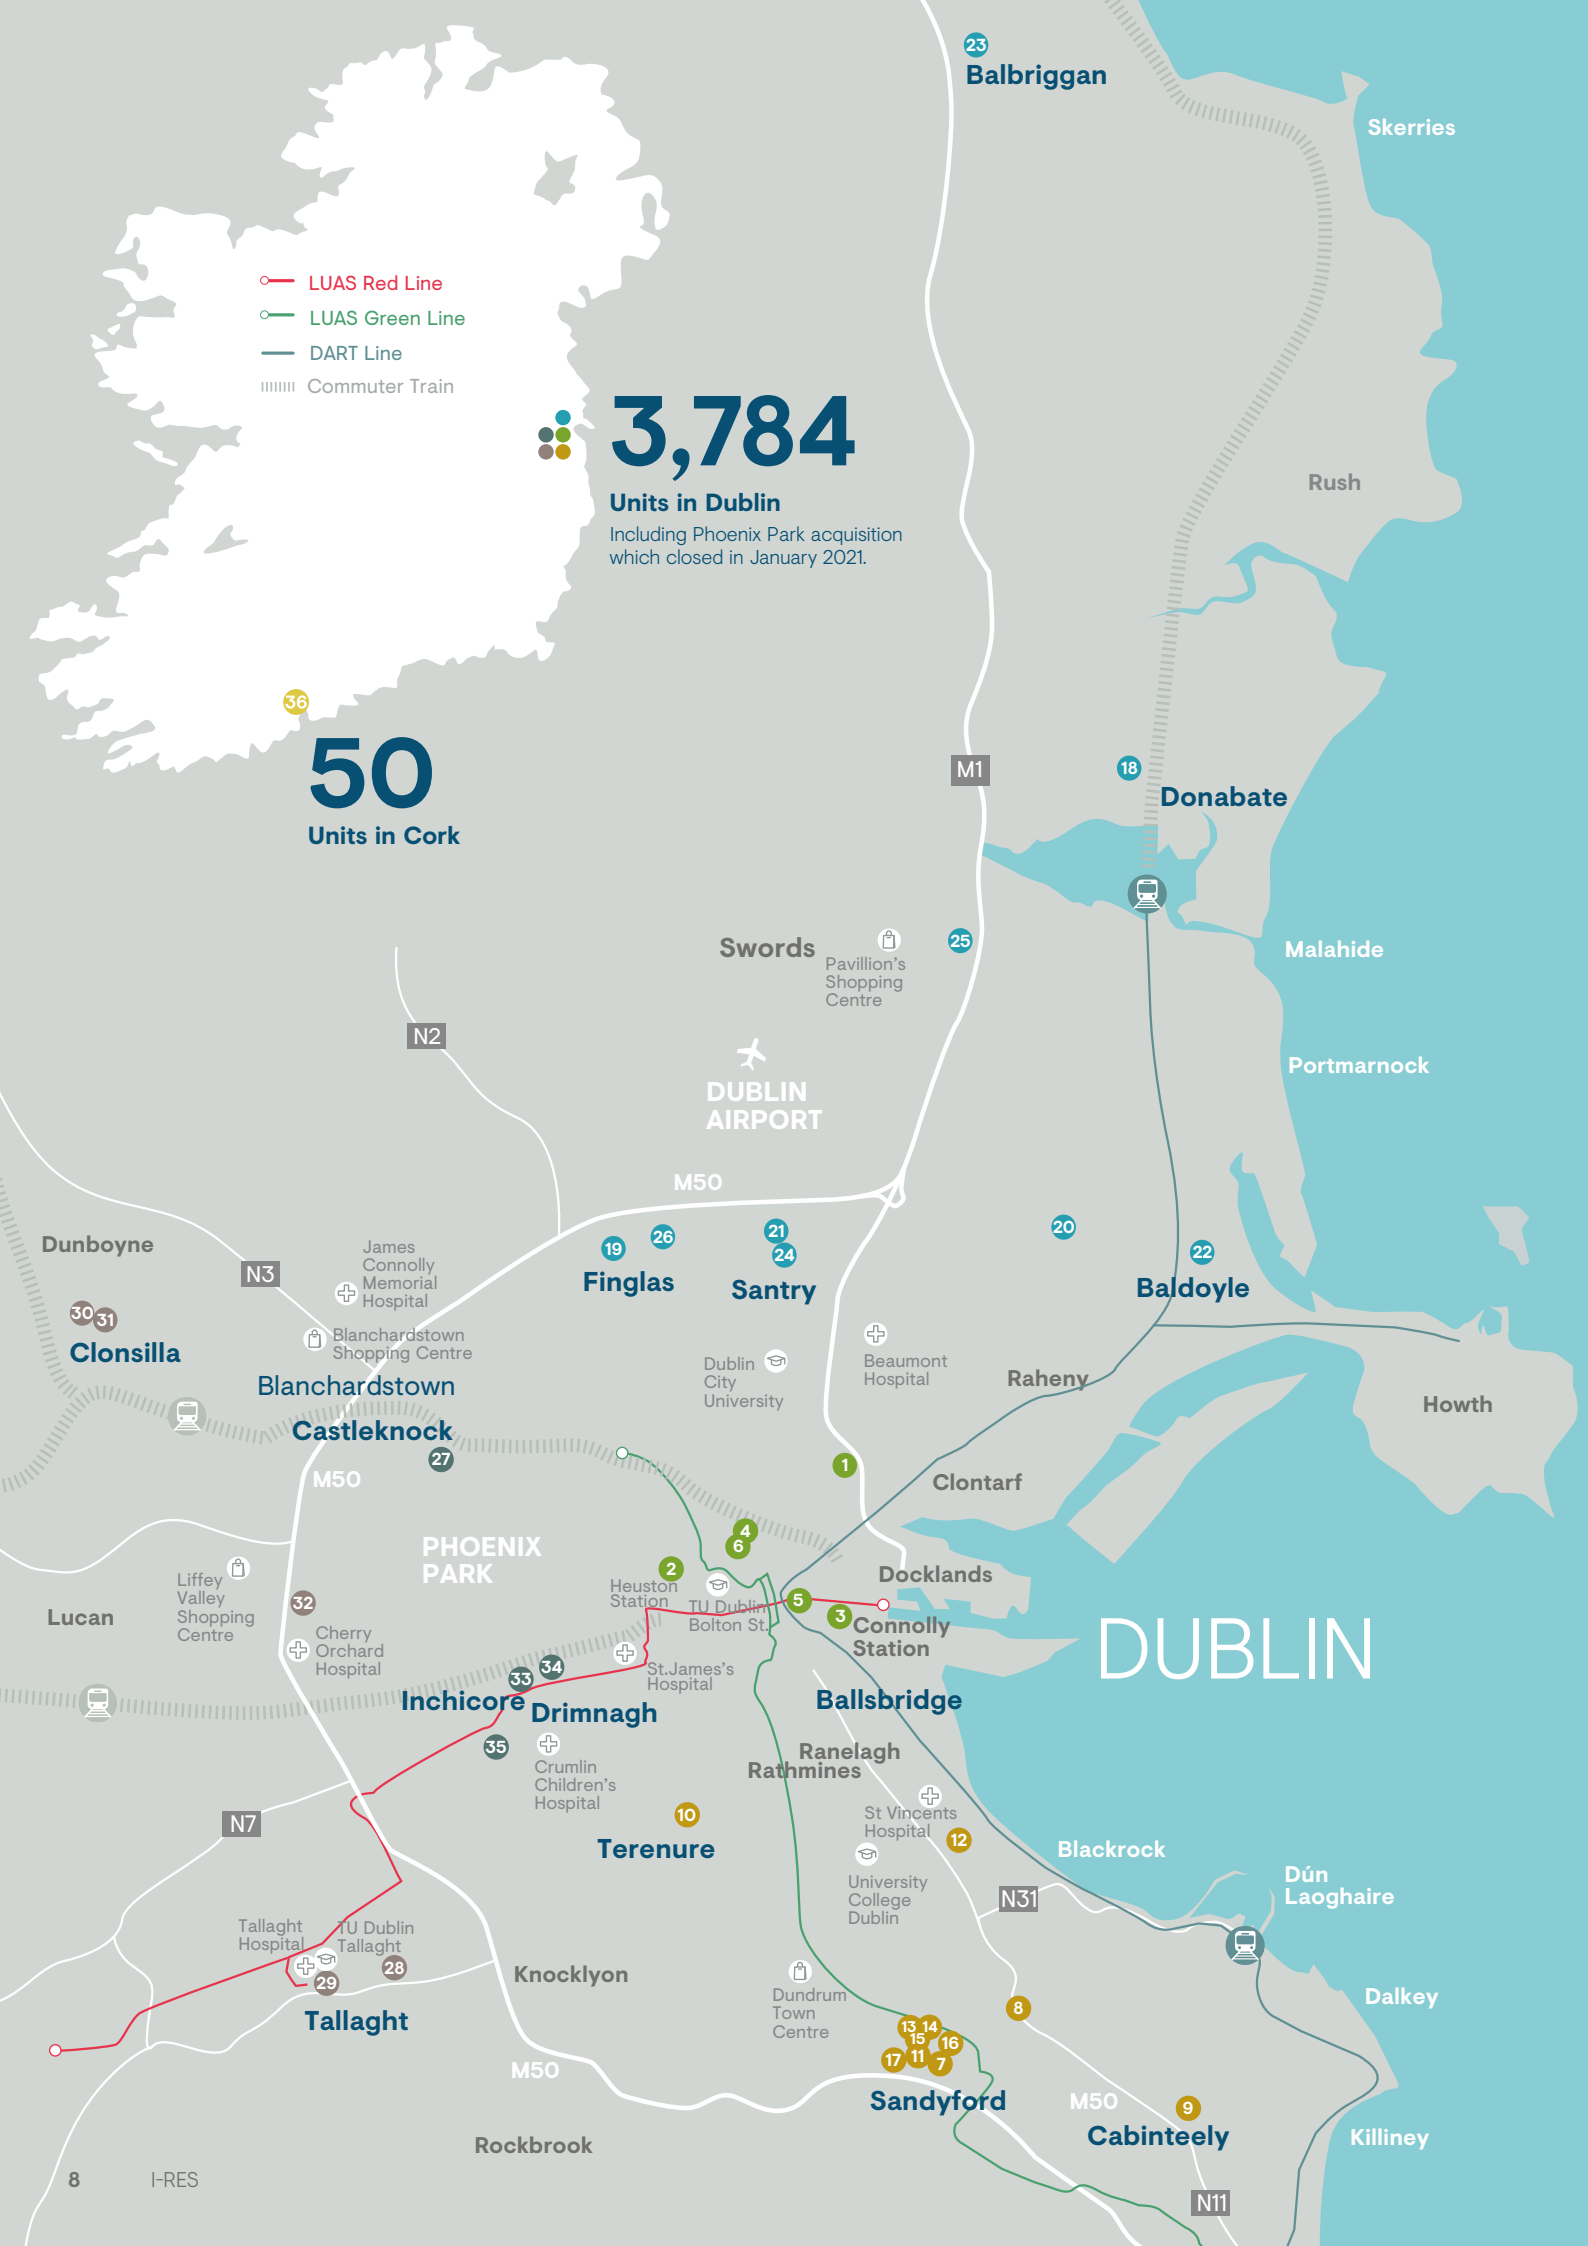 23
Balbriggan
Skerries
LUAS Red Line
LUAS Green Line
DART Line
Commuter Train
3,784
Units in Dublin
Including Phoenix Park acquisition
which closed in January 2021.
Rush
36
50
Units in Cork
M1
18
Donabate
Swords
25
Pavillion's
Shopping
Centre
Malahide
N2
DUBLIN
AIRPORT
Portmarnock
M50
Dunboyne
N3
James
Connolly
Memorial
Hospital
19
26
Finglas
21
24
Santry
20
22
Baldoyle
30
31
Clonsilla
Blanchardstown
Shopping Centre
Blanchardstown
Castleknock
27
M50
Dublin
City
University
Beaumont
Hospital
Raheny
Howth
1
Clontarf
PHOENIX
PARK
4
6
2
Heuston
Station
TU Dublin
Bolton St.
5
3
Docklands
Connolly
Station
DUBLIN
Liffey
Valley
Shopping
Centre
Lucan
32
Cherry
Orchard
Hospital
33
34
Inchicore
Drimnagh
St.James's
Hospital
Ballsbridge
35
Crumlin
Children's
Hospital
Ranelagh
Rathmines
N7
10
Terenure
St Vincents
Hospital
12
University
College
Dublin
Blackrock
N31
Dún
Laoghaire
Tallaght
Hospital
TU Dublin
Tallaght
28
29
Tallaght
Knocklyon
Dundrum
Town
Centre
8
Dalkey
13
14
15
16
17
11
7
Sandyford
M50
M50
9
Cabinteely
Killiney
Rockbrook
8
I-RES
N11